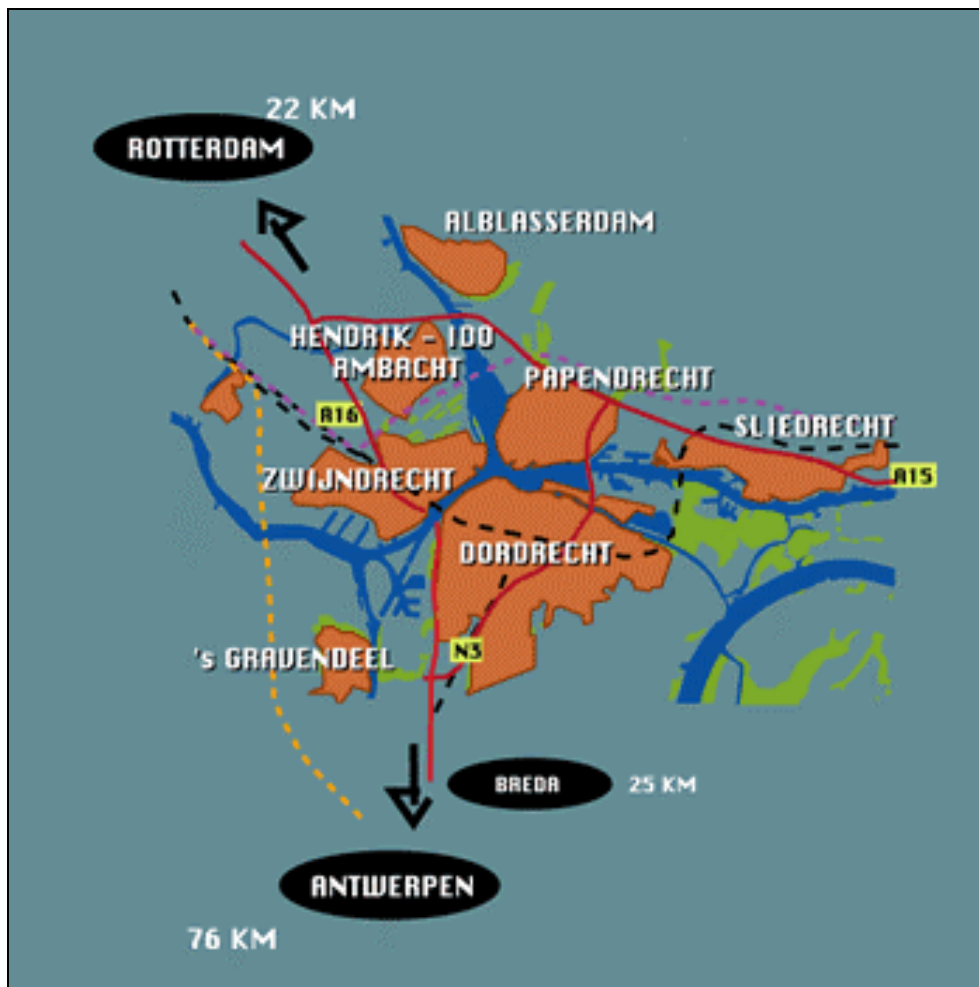 22 KM
ROTTERDAM
ALBLASSERDAM
HENDRIK - IDO
AMBACHT
PAPENDRECHT
A16
SLIEDRECHT
ZWIJNDRECHT
A15
DORDRECHT
's GRAVENDEEL
N3
BREDA
25 KM
ANTWERPEN
76 KM